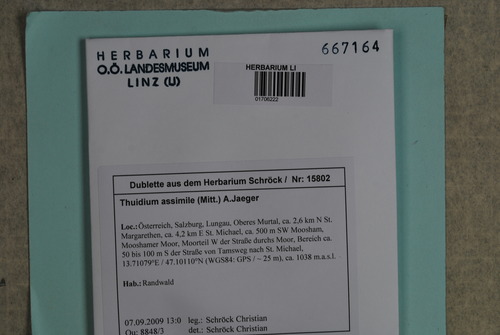 HERBARIUM
O.Ö. LANDESMUSEUM
LINZ (U)
667164
HERBARIUM LI
01706222
Dublette aus dem Herbarium Schröck / Nr: 15802
Thuidium assimile (Mitt.) A.Jaeger
Loc.:Österreich, Salzburg, Lungau, Oberes Murtal, ca. 2,6 km N St.
Margarethen, ca. 4,2 km E St. Michael, ca. 500 m SW Moosham,
Mooshamer Moor, Moorteil W der Straße durchs Moor, Bereich ca.
50 bis 100 m S der Straße von Tamsweg nach St. Michael,
13.71079°E / 47.10110°N (WGS84: GPS / ~ 25 m), ca. 1038 m.a.s.l.
Hab.: Randwald
07.09.2009 13:0 leg.: Schröck Christian
Qu: 8848/3 det.: Schröck Christian